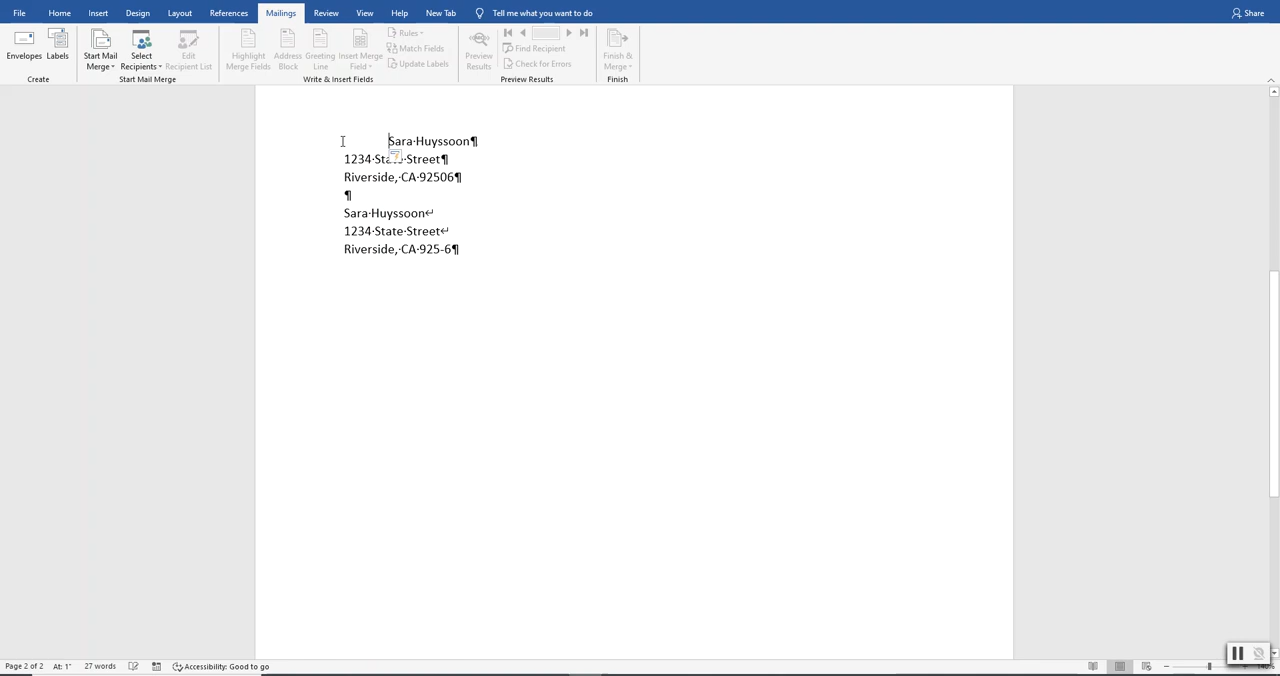 File Home Insert Design Layout References Mailings Review View Help New Tab Tell me what you want to do Share
Envelopes Labels Start Mail Merge Select Recipients Edit Recipient List Highlight Merge Fields Address Block Greeting Line Insert Merge Field Rules Match Fields Update Labels Preview Results Find Recipient Check for Errors Finish & Merge
Create Start Mail Merge Write & Insert Fields Preview Results Finish
Sara·Huyssoon¶
1234·State·Street¶
Riverside,·CA·92506¶
¶
Sara·Huyssoon↵
1234·State·Street↵
Riverside,·CA·925-6¶
Page 2 of 2 At: 1" 27 words Accessibility: Good to go